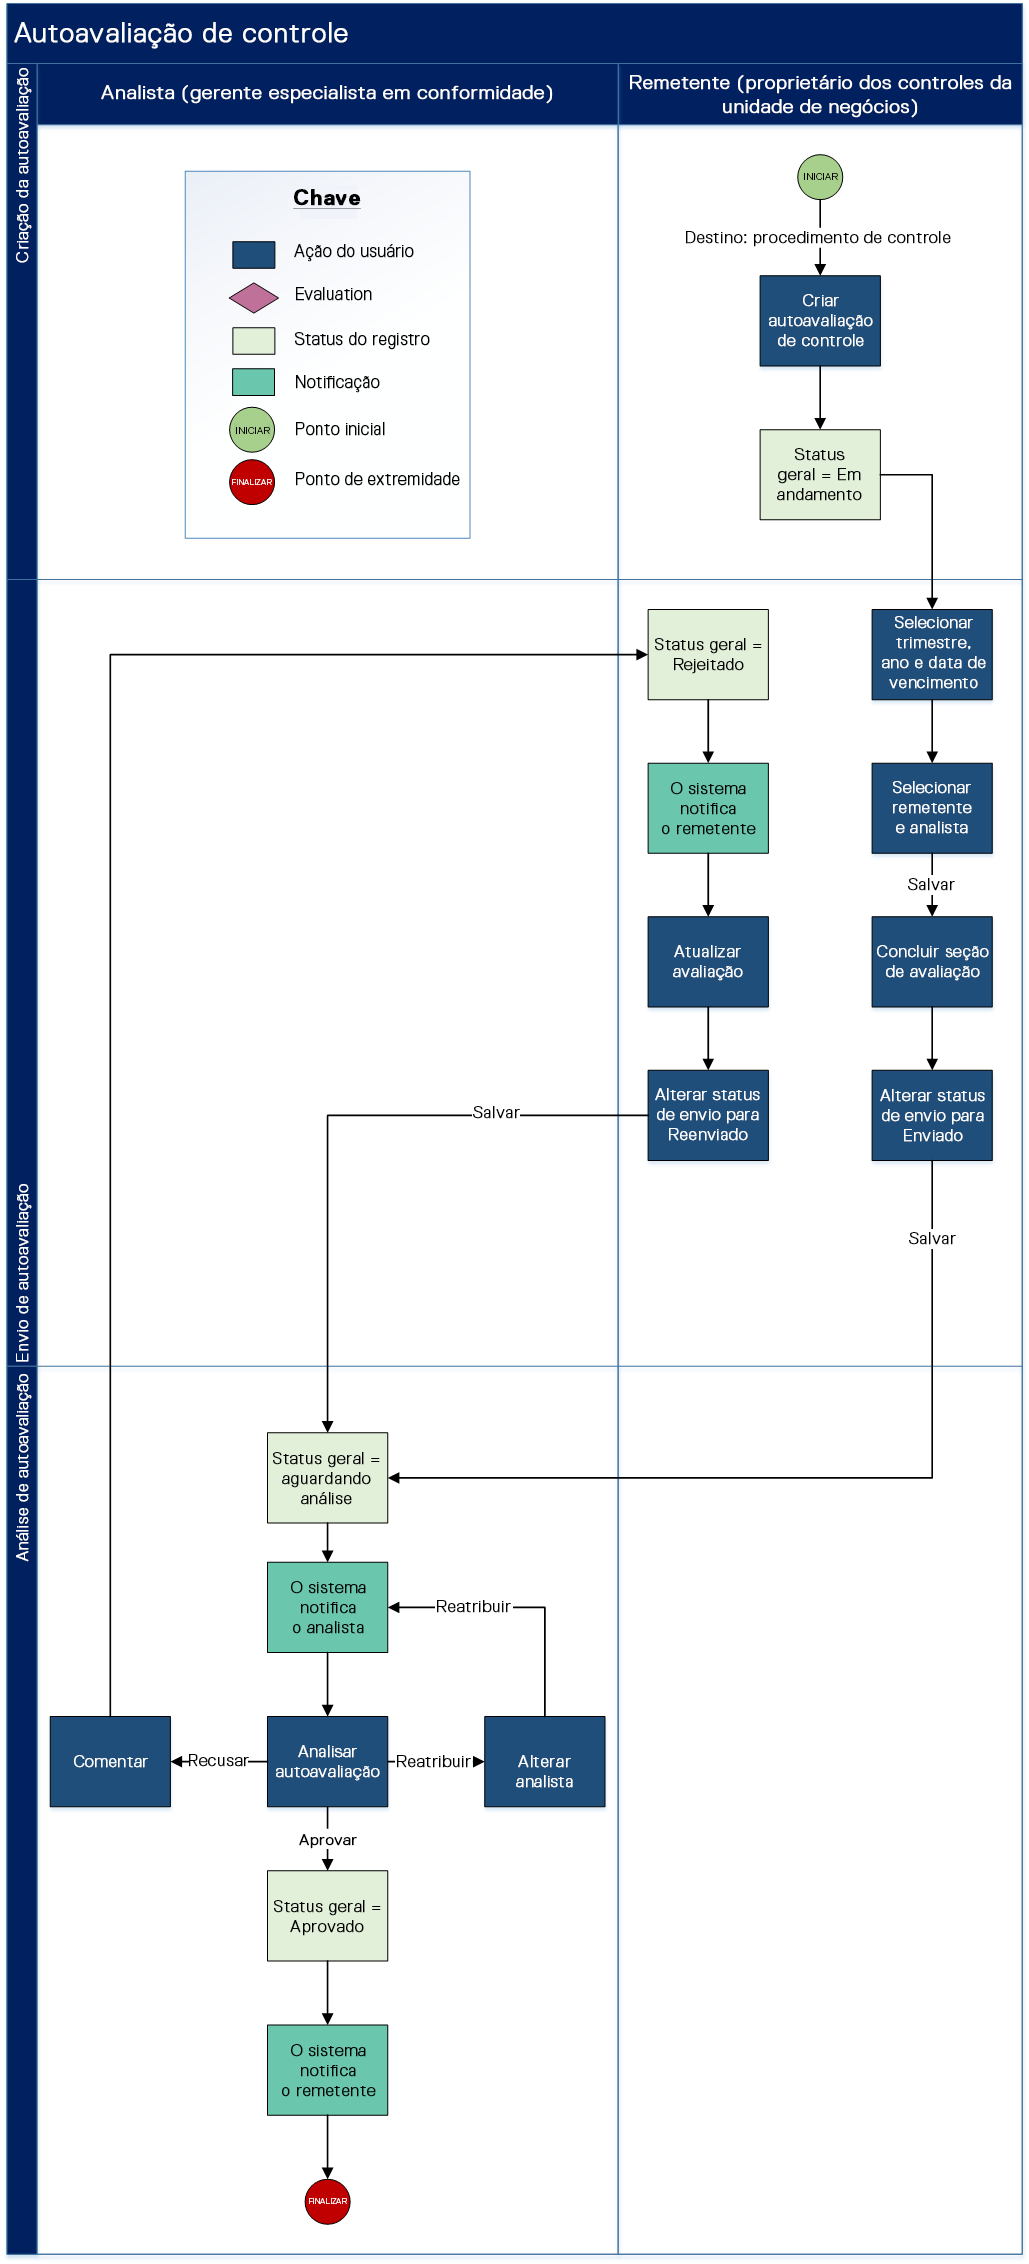 Autoavaliação de controle
Criação da autoavaliação
Analista (gerente especialista em conformidade)
Remetente (proprietário dos controles da
unidade de negócios)
Chave
Ação do usuário
Evaluation
Status do registro
Notificação
INICIAR
Ponto inicial
FINALIZAR
Ponto de extremidade
INICIAR
Destino: procedimento de controle
Criar
autoavaliação
de controle
Status
geral = Em
andamento
Envio de autoavaliação
Status geral =
Rejeitado
Selecionar
trimestre,
ano e data de
vencimento
O sistema
notifica
o remetente
Selecionar
remetente
e analista
Salvar
Atualizar
avaliação
Concluir seção
de avaliação
Alterar status
de envio para
Reenviado
Alterar status
de envio para
Enviado
Salvar
Salvar
Análise de autoavaliação
Status geral =
aguardando
análise
O sistema
notifica
o analista
Reatribuir
Comentar
Recusar
Analisar
autoavaliação
Reatribuir
Alterar
analista
Aprovar
Status geral =
Aprovado
O sistema
notifica
o remetente
FINALIZAR